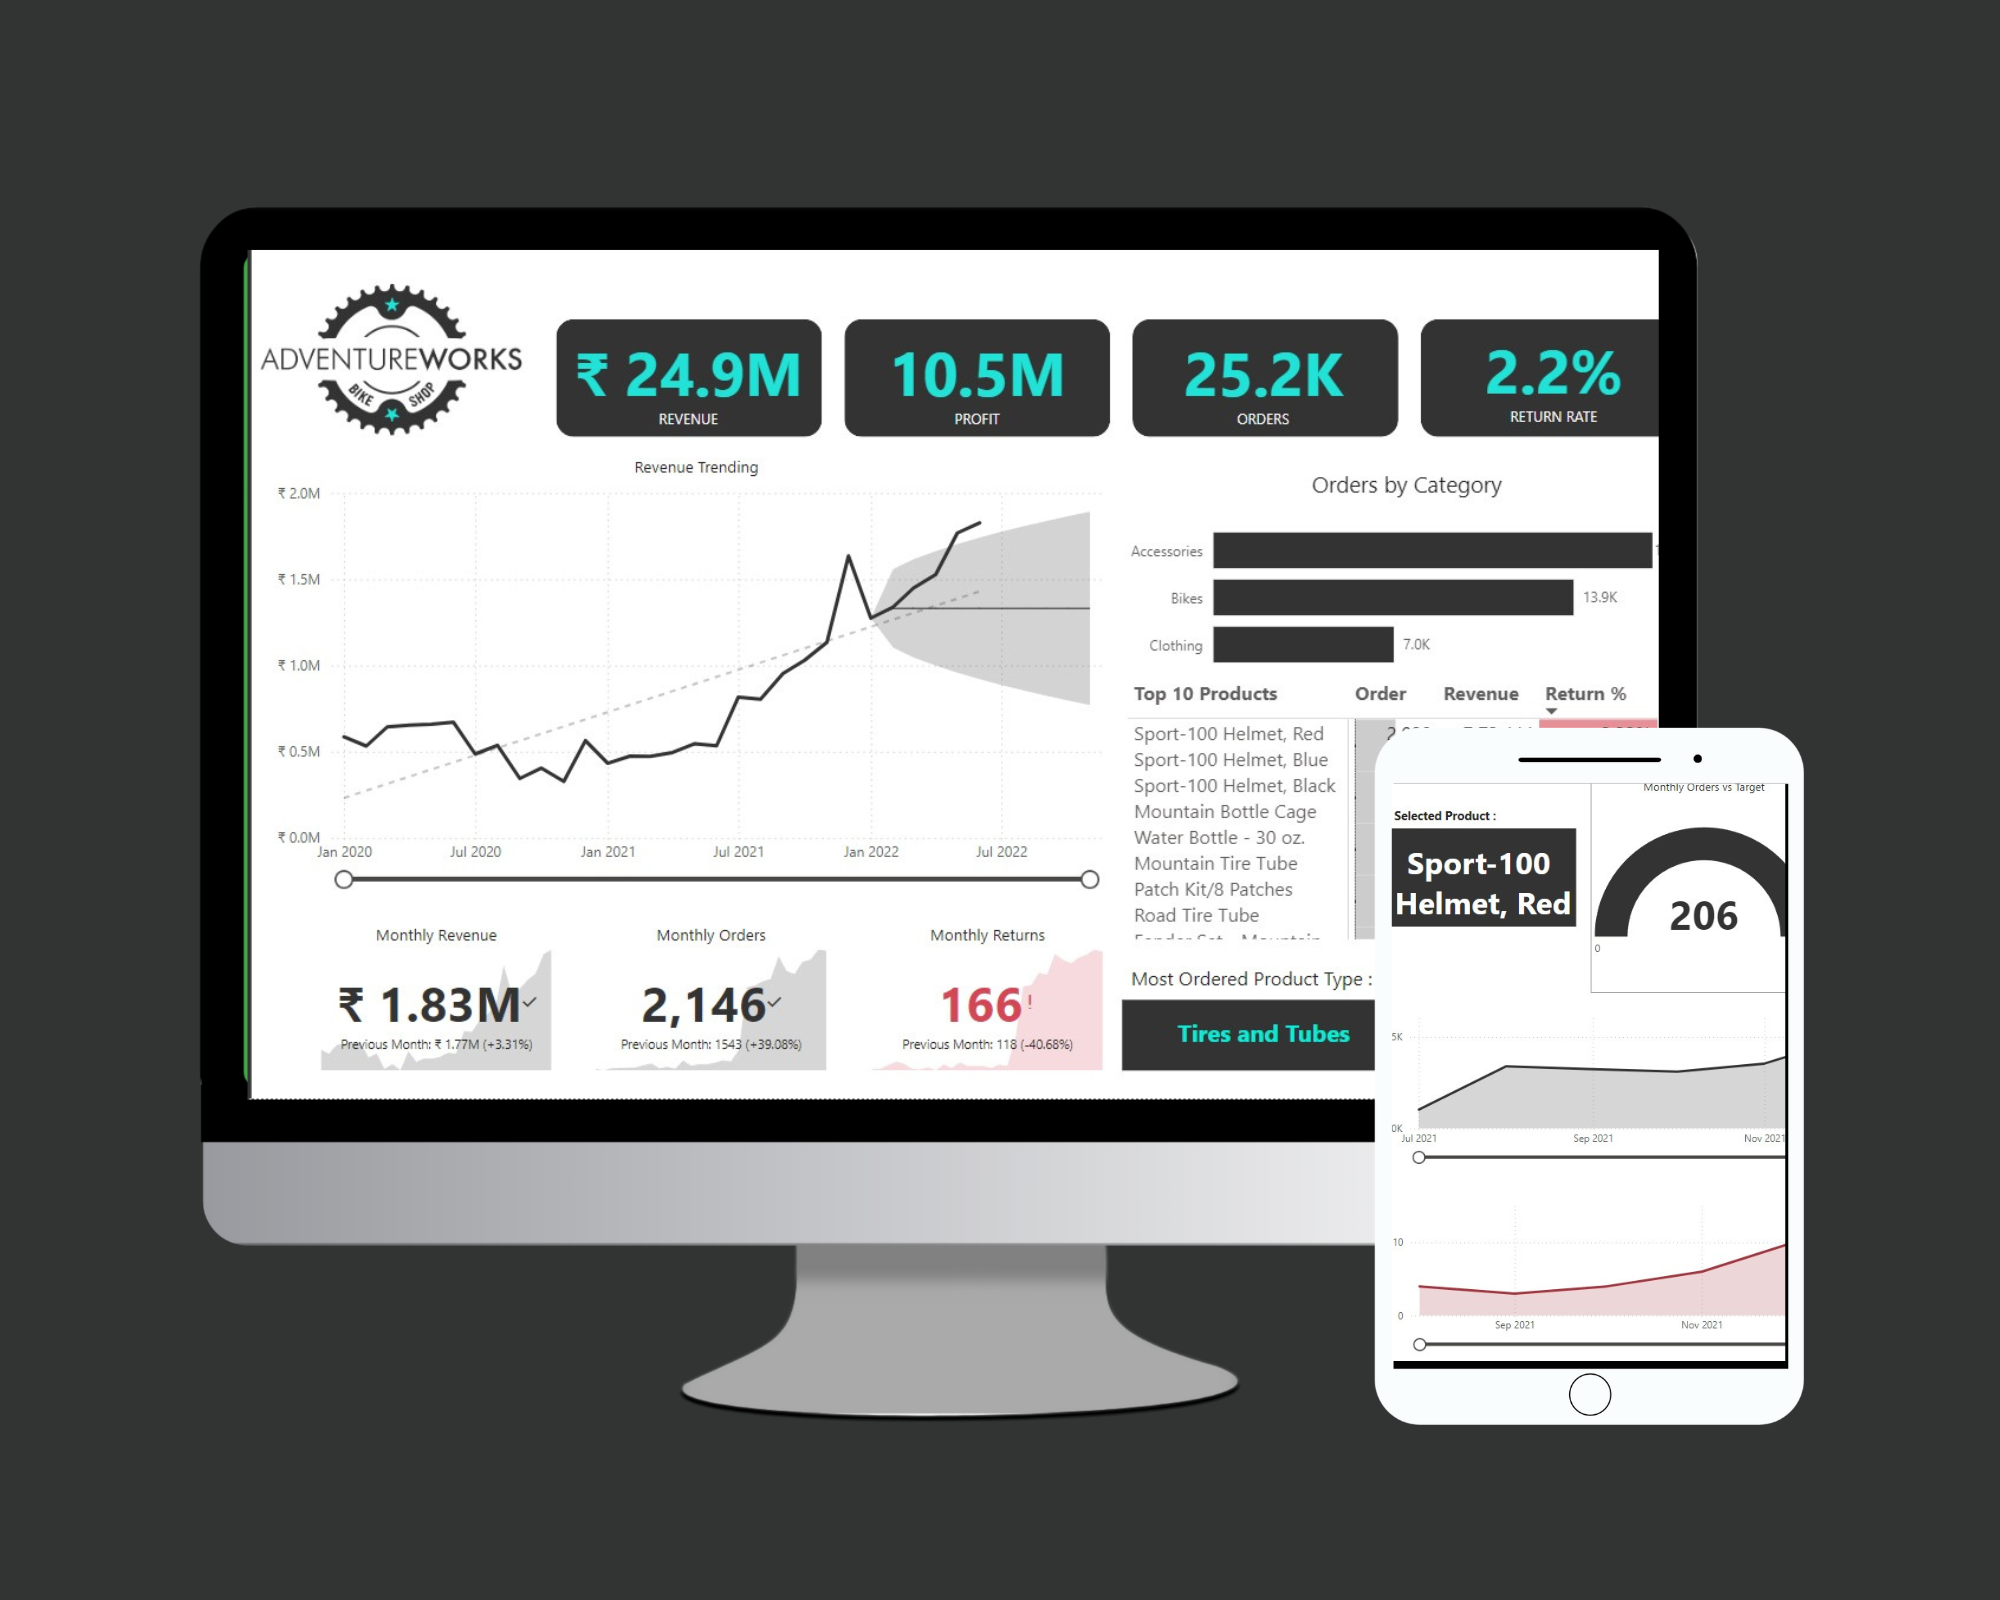 ADVENTUREWORKS
BIKE SHOP
₹ 24.9M
REVENUE
10.5M
PROFIT
25.2K
ORDERS
2.2%
RETURN RATE
Revenue Trending
₹ 2.0M
₹ 1.5M
₹ 1.0M
₹ 0.5M
₹ 0.0M
Jan 2020 Jul 2020 Jan 2021 Jul 2021 Jan 2022 Jul 2022
Orders by Category
Accessories
Bikes 13.9K
Clothing 7.0K
Top 10 Products Order Revenue Return %
Sport-100 Helmet, Red
Sport-100 Helmet, Blue
Sport-100 Helmet, Black
Mountain Bottle Cage
Water Bottle - 30 oz.
Mountain Tire Tube
Patch Kit/8 Patches
Road Tire Tube
Monthly Revenue
₹ 1.83M
Previous Month: ₹ 1.77M (+3.31%)
Monthly Orders
2,146
Previous Month: 1543 (+39.08%)
Monthly Returns
166!
Previous Month: 118 (-40.68%)
Most Ordered Product Type :
Tires and Tubes
Selected Product :
Sport-100
Helmet, Red
Monthly Orders vs Target
206
0
5K
0K
Jul 2021 Sep 2021 Nov 2021
10
0
Sep 2021 Nov 2021